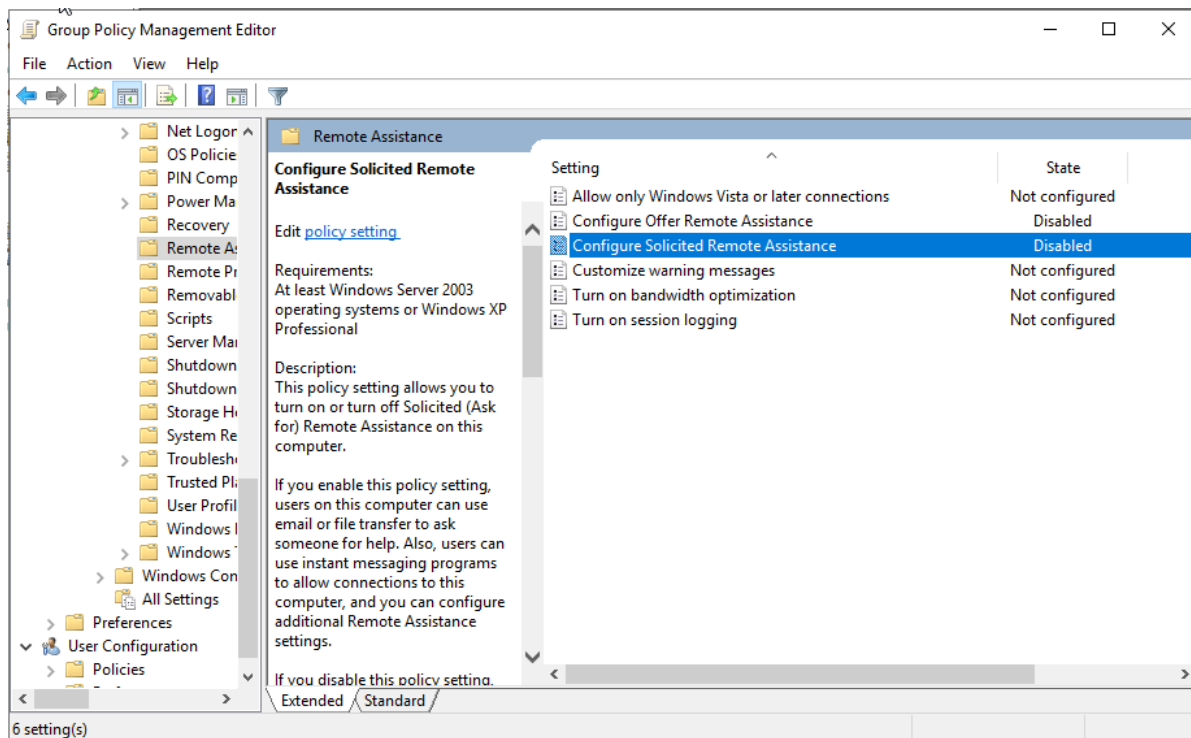 Group Policy Management Editor
File Action View Help
Net Logor
OS Policie
PIN Comp
Power Ma
Recovery
Remote As
Remote Pr
Removabl
Scripts
Server Mar
Shutdown
Shutdown
Storage He
System Re
Troublesh
Trusted Pla
User Profil
Windows I
Windows T
Windows Con
All Settings
Preferences
User Configuration
Policies
Remote Assistance
Configure Solicited Remote
Assistance
Edit policy setting
Requirements:
At least Windows Server 2003
operating systems or Windows XP
Professional
Description:
This policy setting allows you to
turn on or turn off Solicited (Ask
for) Remote Assistance on this
computer.
If you enable this policy setting,
users on this computer can use
email or file transfer to ask
someone for help. Also, users can
use instant messaging programs
to allow connections to this
computer, and you can configure
additional Remote Assistance
settings.
If you disable this policy setting,
Setting State
Allow only Windows Vista or later connections Not configured
Configure Offer Remote Assistance Disabled
Configure Solicited Remote Assistance Disabled
Customize warning messages Not configured
Turn on bandwidth optimization Not configured
Turn on session logging Not configured
Extended Standard
6 setting(s)